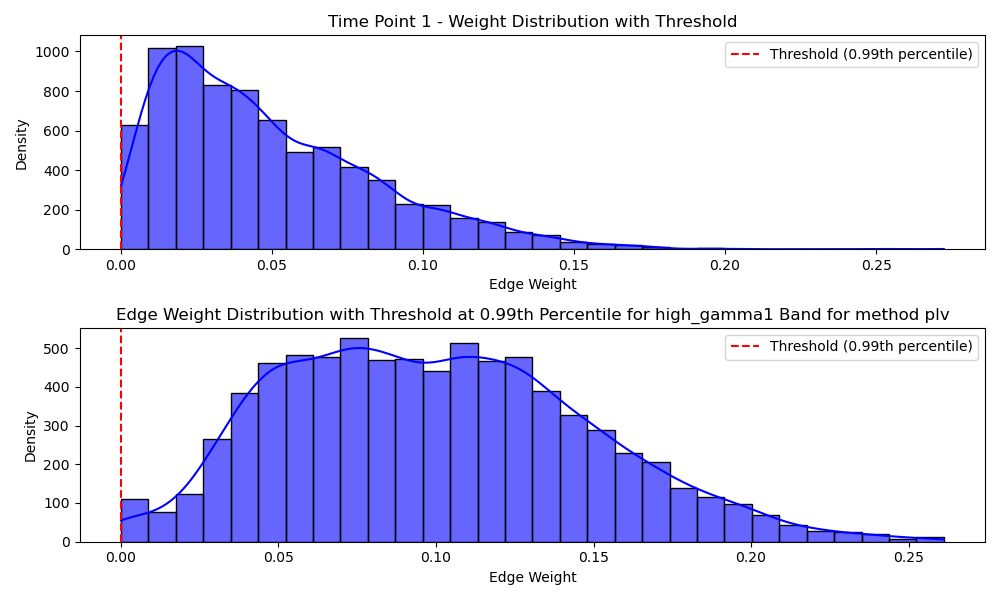 Time Point 1 - Weight Distribution with Threshold
Threshold (0.99th percentile)
Density
1000
800
600
400
200
0
0.00 0.05 0.10 0.15 0.20 0.25
Edge Weight
Edge Weight Distribution with Threshold at 0.99th Percentile for high_gamma1 Band for method plv
Threshold (0.99th percentile)
Density
500
400
300
200
100
0
0.00 0.05 0.10 0.15 0.20 0.25
Edge Weight